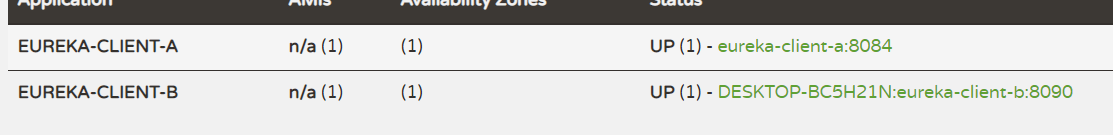 Application AMIs Availability Zones Status
EUREKA-CLIENT-A n/a (1) (1) UP (1) - eureka-client-a:8084
EUREKA-CLIENT-B n/a (1) (1) UP (1) - DESKTOP-BC5H21N:eureka-client-b:8090